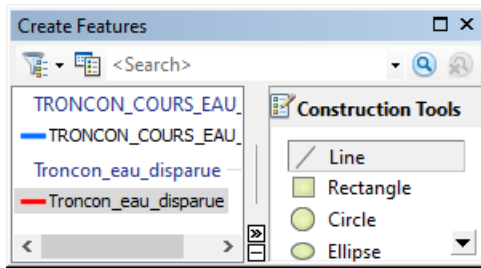 Create Features
<Search>
TRONCON_COURS_EAU_
TRONCON_COURS_EAU_
Troncon_eau_disparue
Troncon_eau_disparue
Construction Tools
Line
Rectangle
Circle
Ellipse